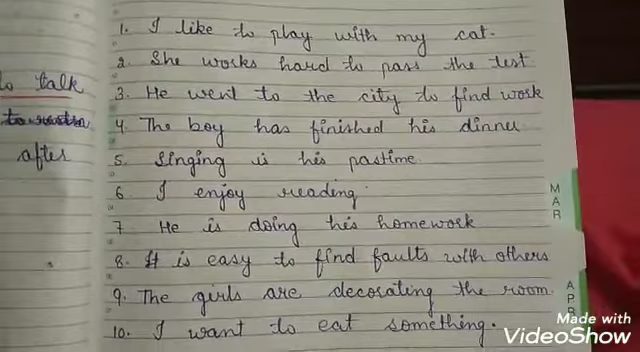 to talk
after
1. I like to play with my cat.
2. She works hard to pass the test
3. He went to the city to find work
4. The boy has finished his dinner
5. Singing is his pastime.
6. I enjoy reading.
7. He is doing his homework
8. It is easy to find faults with others
9. The girls are decorating the room.
10. I want to eat something.
MAR
APR
Made with
VideoShow